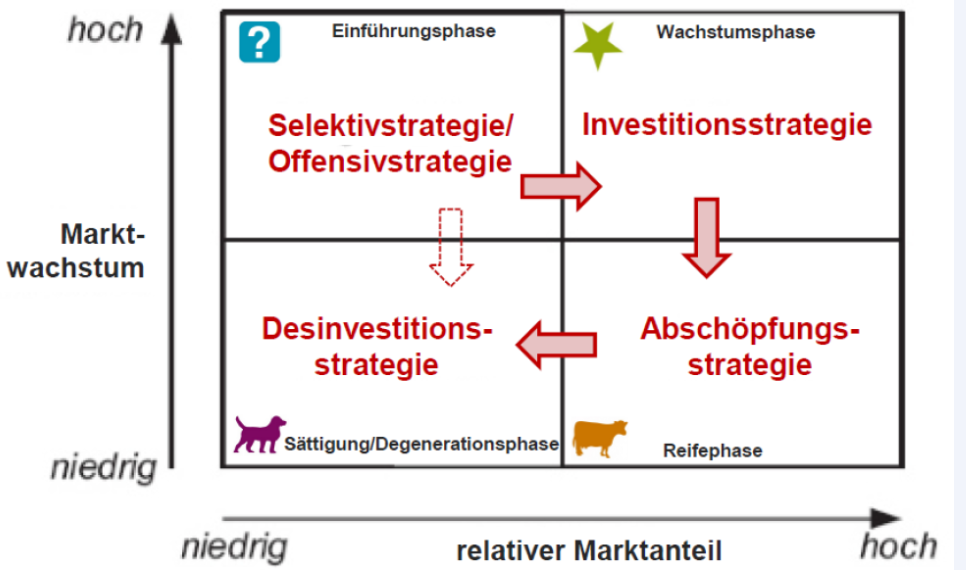 hoch
?
Einführungsphase
Wachstumsphase
Selektivstrategie/
Offensivstrategie
Investitionsstrategie
Markt-
wachstum
Desinvestitions-
strategie
Abschöpfungs-
strategie
Sättigung/Degenerationsphase
Reifephase
niedrig
niedrig
relativer Marktanteil
hoch